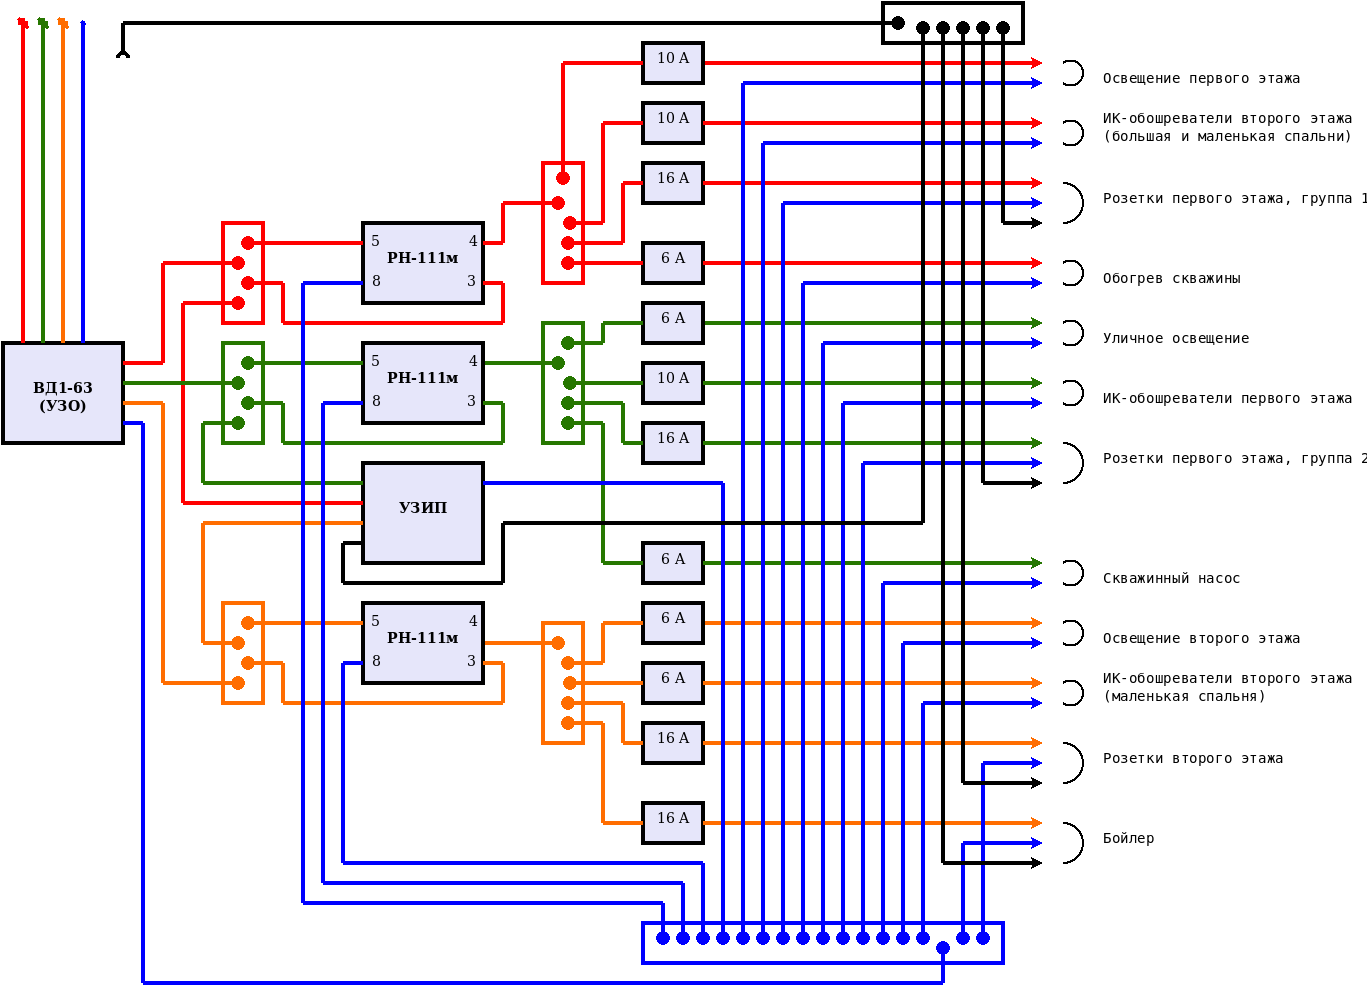 10 А
Освещение первого этажа
10 А
ИК-обошреватели второго этажа
(большая и маленькая спальни)
16 А
Розетки первого этажа, группа 1
5
4
РН-111м
8
3
6 А
Обогрев скважины
6 А
Уличное освещение
ВД1-63
(УЗО)
5
4
РН-111м
8
3
10 А
ИК-обошреватели первого этажа
16 А
Розетки первого этажа, группа 2
УЗИП
6 А
Скважинный насос
5
4
РН-111м
8
3
6 А
Освещение второго этажа
6 А
ИК-обошреватели второго этажа
(маленькая спальня)
16 А
Розетки второго этажа
16 А
Бойлер